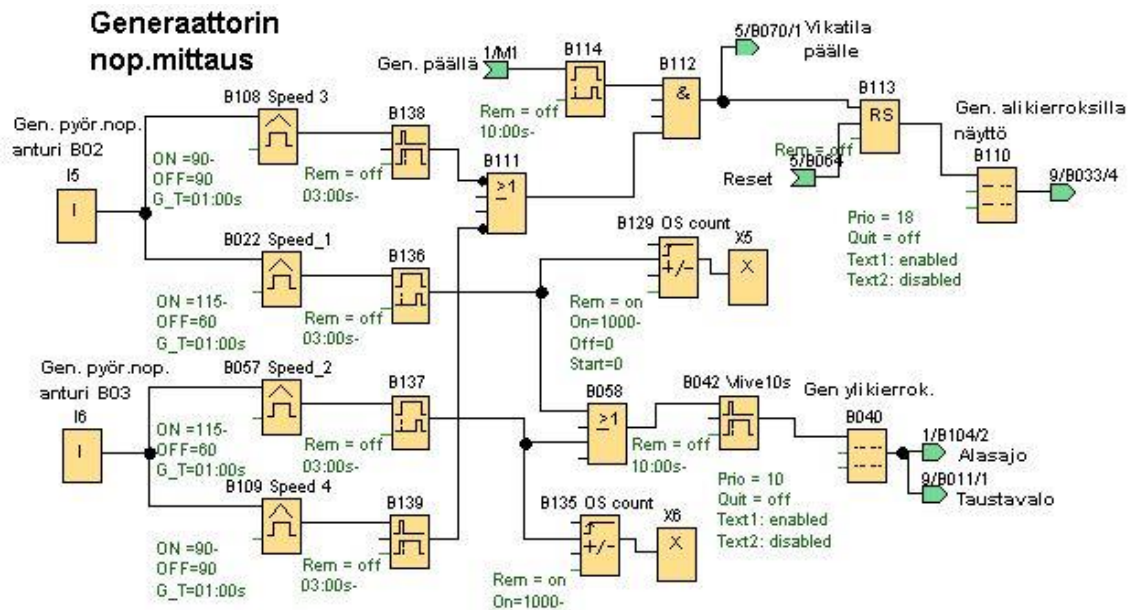 Generaattorin
nop.mittaus
Gen. päällä
1/M1
B114
Rem = off
10:00s-
B112
&
5/B070/1
Vikatila
päälle
B113
RS
Rem = off
5/B064
Reset
Gen. alikierroksilla
näyttö
B110
9/B033/4
Prio = 18
Quit = off
Text1: enabled
Text2: disabled
Gen. pyör.nop.
anturi B02
I5
I
B108 Speed 3
ON =90-
OFF=90
G_T=01:00s
B138
Rem = off
03:00s-
B111
>1
B022 Speed_1
ON =115-
OFF=60
G_T=01:00s
B136
Rem = off
03:00s-
B129 OS count
+/-
Rem = on
On=1000-
Off=0
Start=0
X5
X
Gen. pyör.nop.
anturi B03
I6
I
B057 Speed_2
ON =115-
OFF=60
G_T=01:00s
B137
Rem = off
03:00s-
B058
>1
B042 Viive10s
Rem = off
10:00s-
Gen ylikierrok.
B040
Prio = 10
Quit = off
Text1: enabled
Text2: disabled
1/B104/2
Alasajo
9/B011/1
Taustavalo
B109 Speed 4
ON =90-
OFF=90
G_T=01:00s
B139
Rem = off
03:00s-
B135 OS count
+/-
Rem = on
On=1000-
X6
X